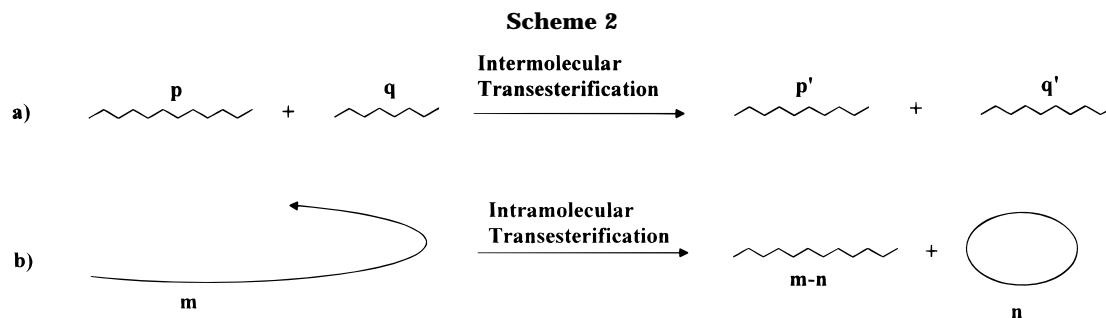 Scheme 2
Intermolecular
Transesterification
a)
p
+
q
p'
+
q'
Intramolecular
Transesterification
b)
m
m-n
+
n